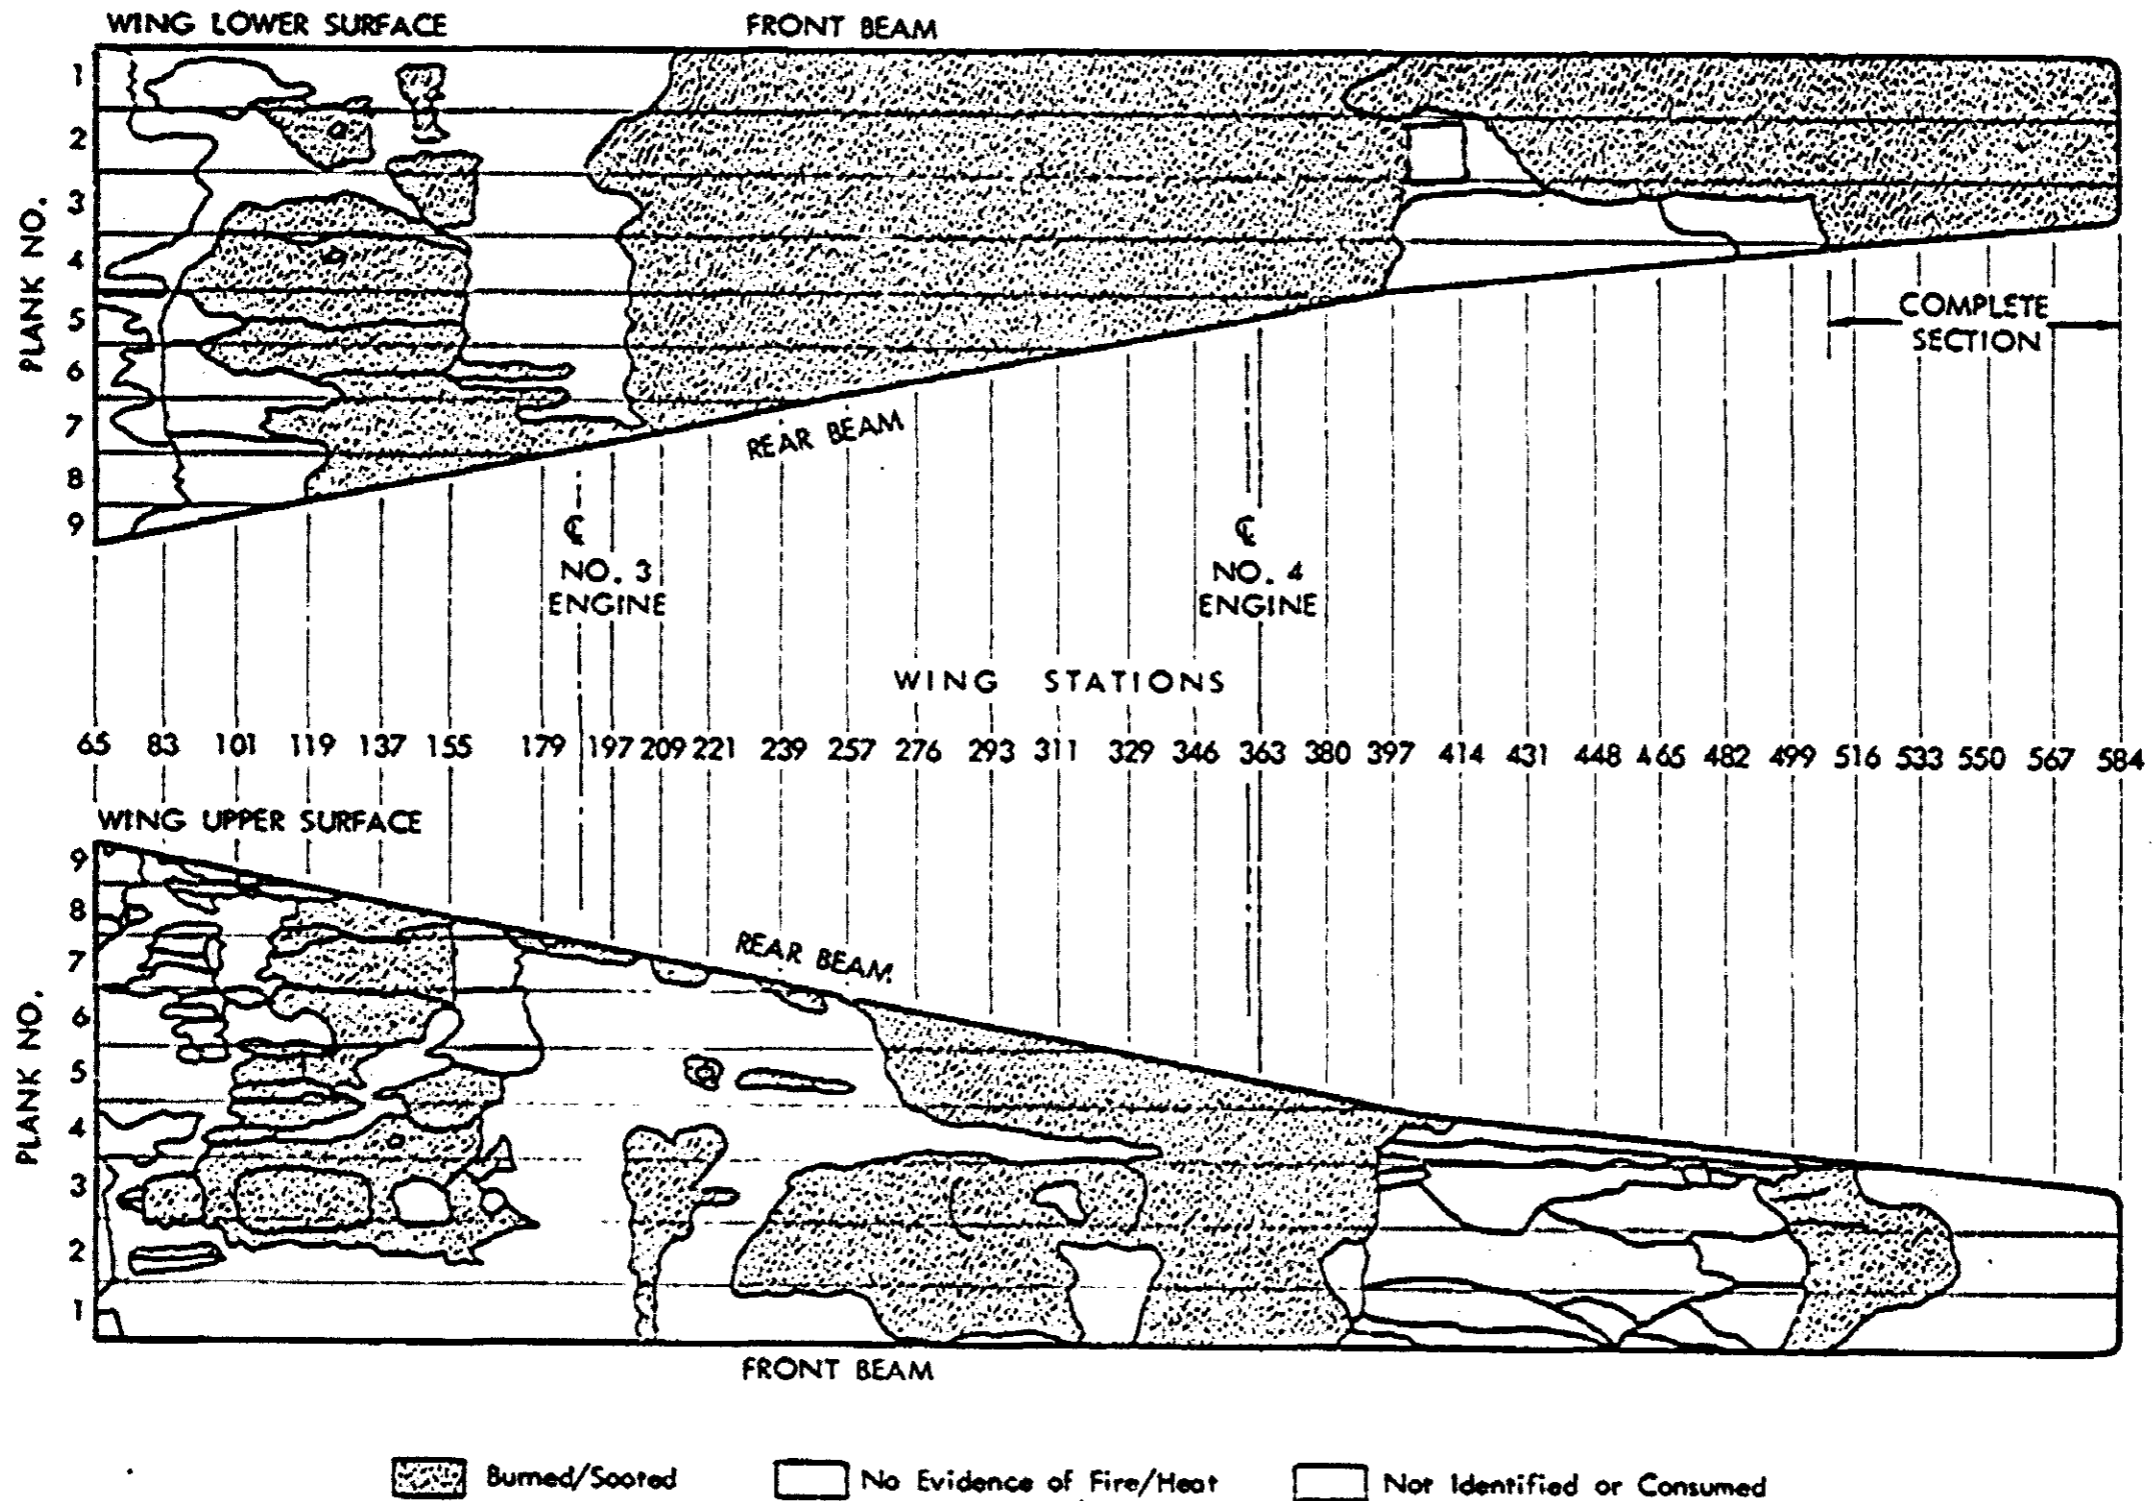 WING LOWER SURFACE
FRONT BEAM
PLANK NO.
1
2
3
4
5
6
7
8
9
COMPLETE
SECTION
REAR BEAM
℄
NO. 3
ENGINE
℄
NO. 4
ENGINE
WING STATIONS
65 83 101 119 137 155 179 197 209 221 239 257 276 293 311 329 346 363 380 397 414 431 448 465 482 499 516 533 550 567 584
WING UPPER SURFACE
REAR BEAM
PLANK NO.
9
8
7
6
5
4
3
2
1
FRONT BEAM
Burned/Sooted No Evidence of Fire/Heat Not Identified or Consumed